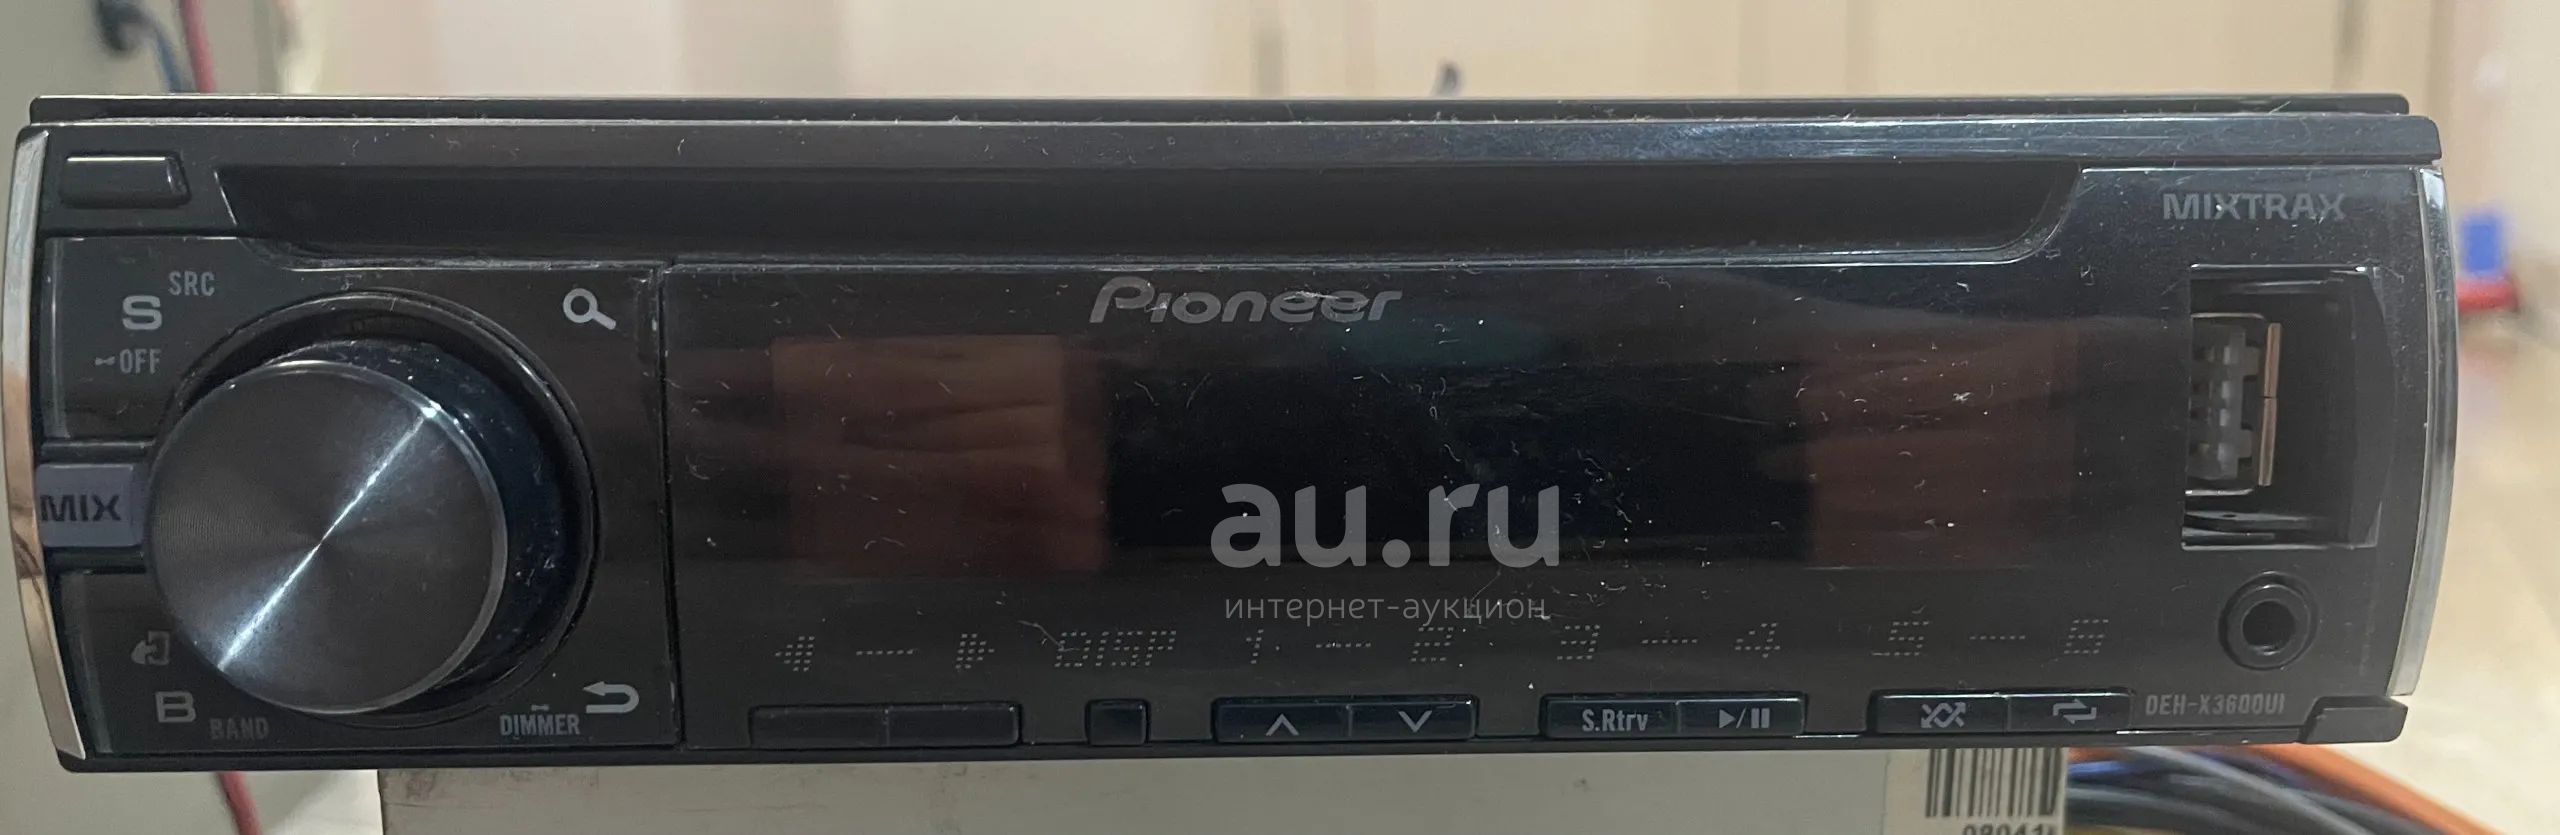 MIXTRAX
SRC
S
OFF
Pioneer
MIX
au.ru
интернет-аукцион
DISP 1 — 2 3 — 4 5 — 6
B BAND
DIMMER
S.Rtrv
DEH-X3600UI
08041